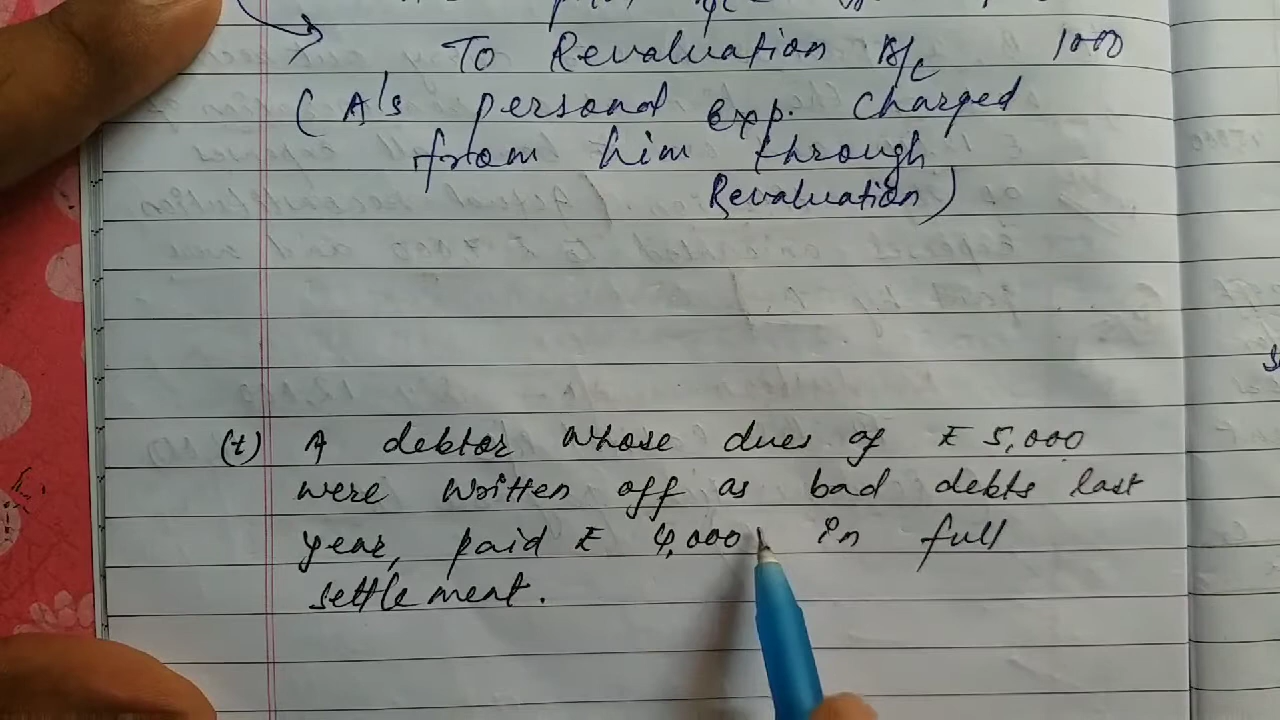 To Revaluation A/c 1000
( A's personal exp. charged
from him through
Revaluation)
(t) A debtor whose dues of ₹ 5,000
were written off as bad debts last
year, paid ₹ 4,000 in full
settlement.